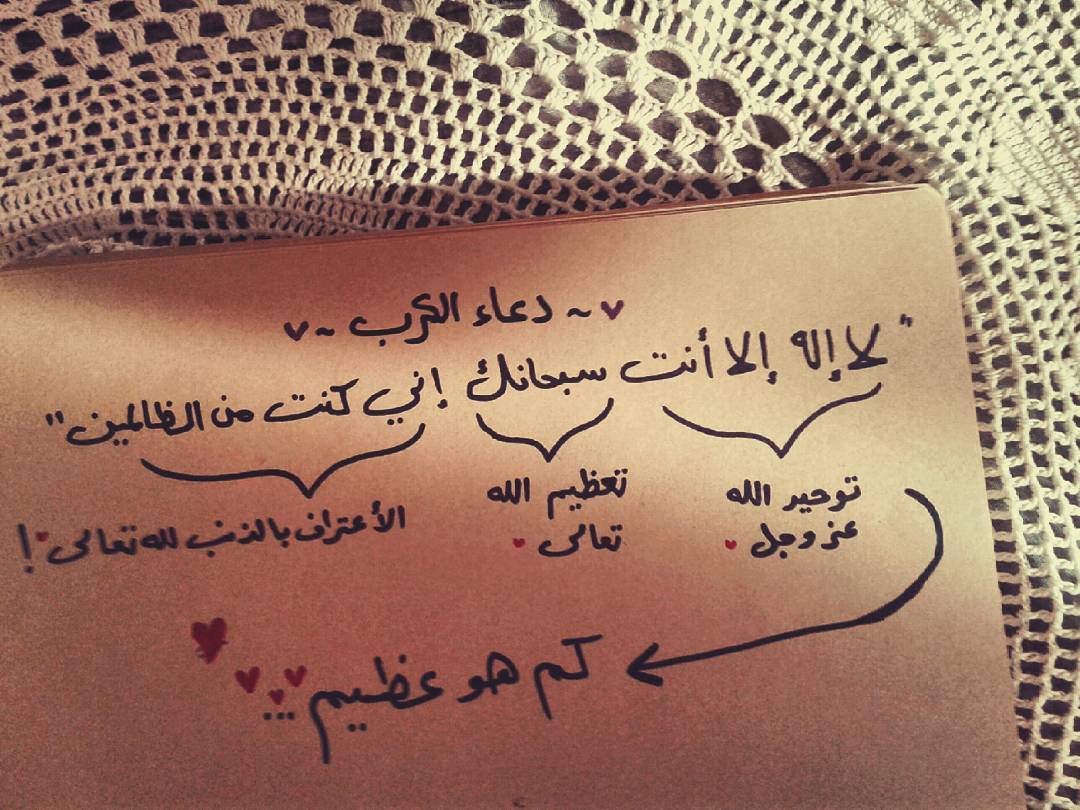 ♥ ~ دعاء الكرب ~ ♥
"لا إله إلا أنت سبحانك إني كنت من الظالمين"
توحيد الله
عز وجل ♥
تعظيم الله
تعالى ♥
الأعتراف بالذنب لله تعالى ♥!
كم هو عظيم ...